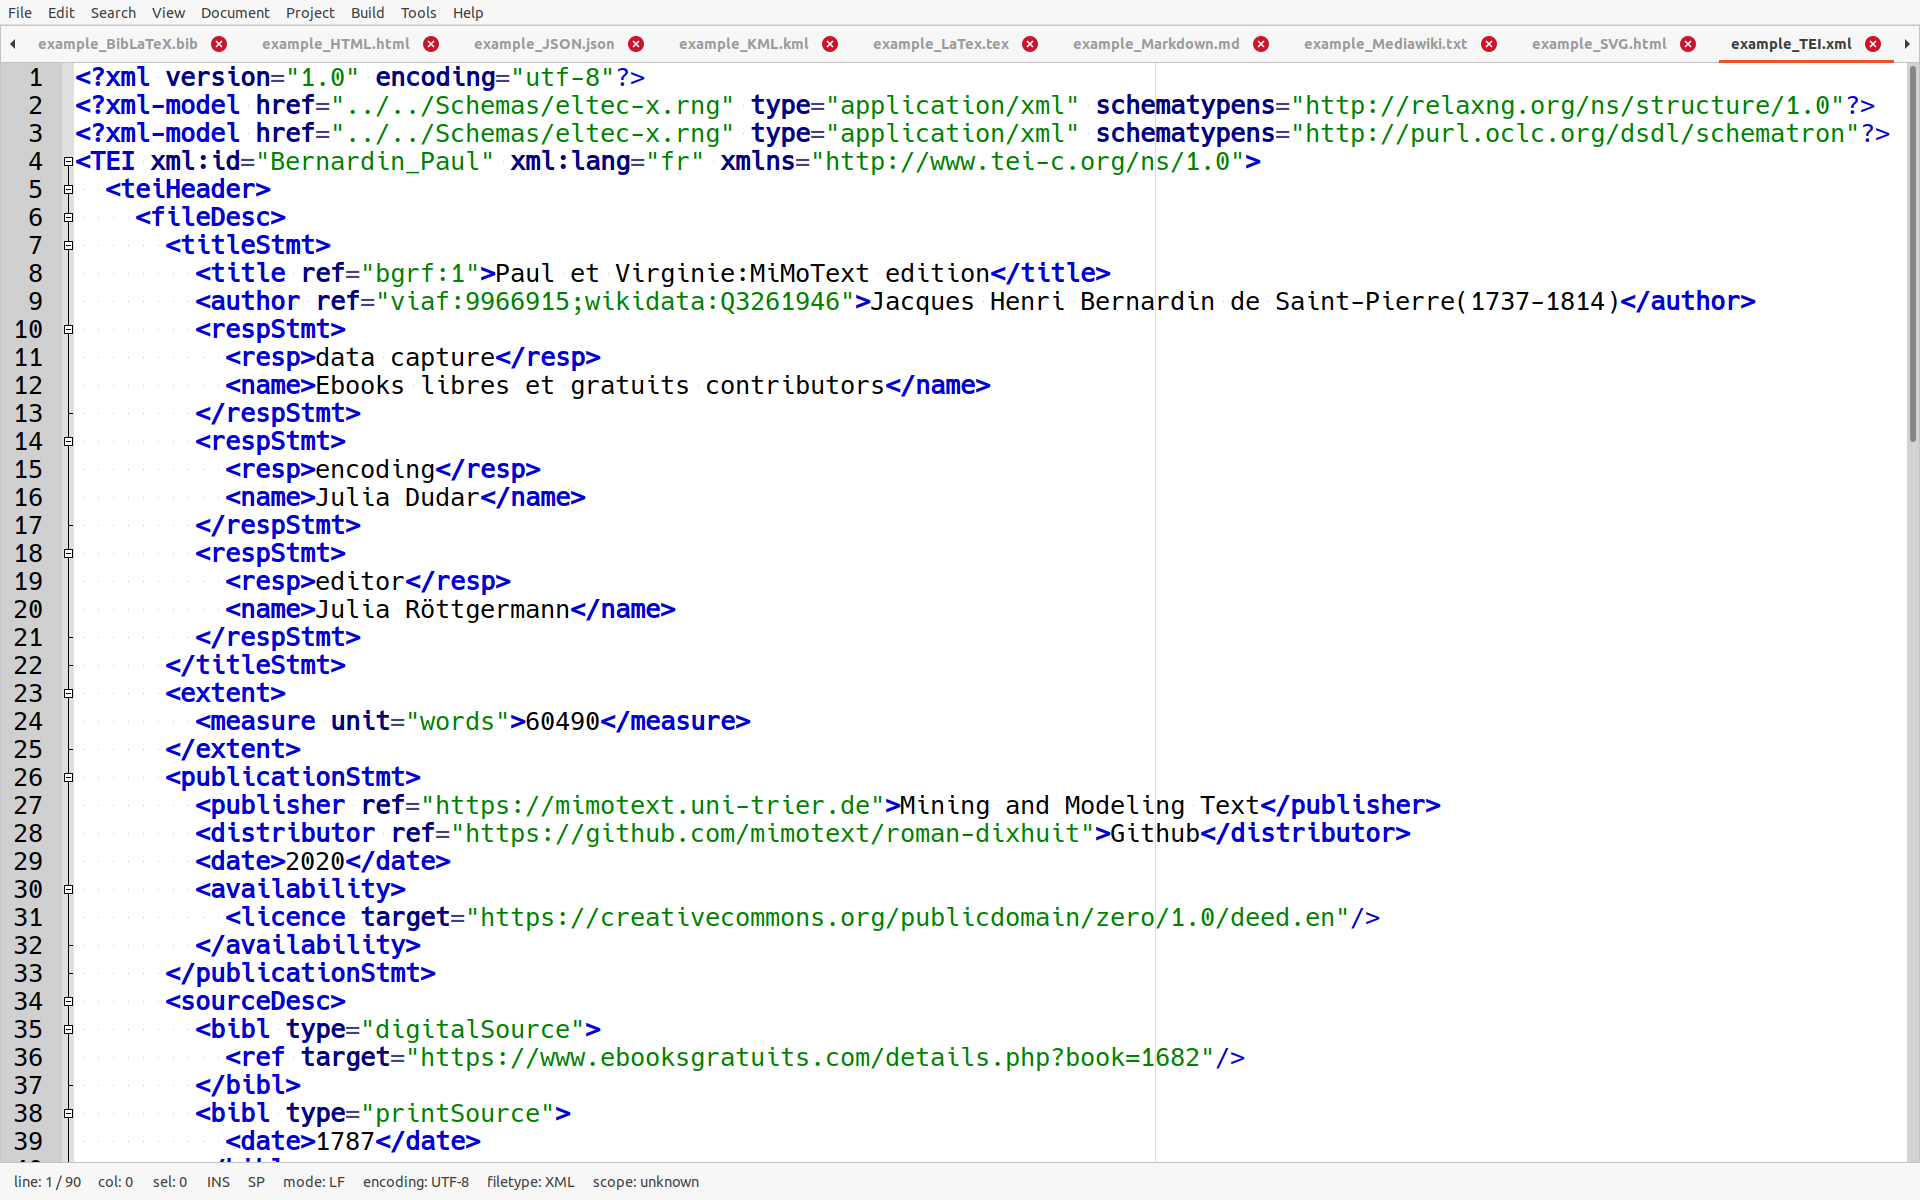 File Edit Search View Document Project Build Tools Help
example_BibLaTeX.bib example_HTML.html example_JSON.json example_KML.kml example_LaTex.tex example_Markdown.md example_Mediawiki.txt example_SVG.html example_TEI.xml
1 <?xml version="1.0" encoding="utf-8"?>
2 <?xml-model href="../../Schemas/eltec-x.rng" type="application/xml" schematypens="http://relaxng.org/ns/structure/1.0"?>
3 <?xml-model href="../../Schemas/eltec-x.rng" type="application/xml" schematypens="http://purl.oclc.org/dsdl/schematron"?>
4 <TEI xml:id="Bernardin_Paul" xml:lang="fr" xmlns="http://www.tei-c.org/ns/1.0">
5 <teiHeader>
6 <fileDesc>
7 <titleStmt>
8 <title ref="bgrf:1">Paul et Virginie:MiMoText edition</title>
9 <author ref="viaf:9966915;wikidata:Q3261946">Jacques Henri Bernardin de Saint-Pierre(1737-1814)</author>
10 <respStmt>
11 <resp>data capture</resp>
12 <name>Ebooks libres et gratuits contributors</name>
13 </respStmt>
14 <respStmt>
15 <resp>encoding</resp>
16 <name>Julia Dudar</name>
17 </respStmt>
18 <respStmt>
19 <resp>editor</resp>
20 <name>Julia Röttgermann</name>
21 </respStmt>
22 </titleStmt>
23 <extent>
24 <measure unit="words">60490</measure>
25 </extent>
26 <publicationStmt>
27 <publisher ref="https://mimotext.uni-trier.de">Mining and Modeling Text</publisher>
28 <distributor ref="https://github.com/mimotext/roman-dixhuit">Github</distributor>
29 <date>2020</date>
30 <availability>
31 <licence target="https://creativecommons.org/publicdomain/zero/1.0/deed.en"/>
32 </availability>
33 </publicationStmt>
34 <sourceDesc>
35 <bibl type="digitalSource">
36 <ref target="https://www.ebooksgratuits.com/details.php?book=1682"/>
37 </bibl>
38 <bibl type="printSource">
39 <date>1787</date>
line: 1 / 90 col: 0 sel: 0 INS SP mode: LF encoding: UTF-8 filetype: XML scope: unknown